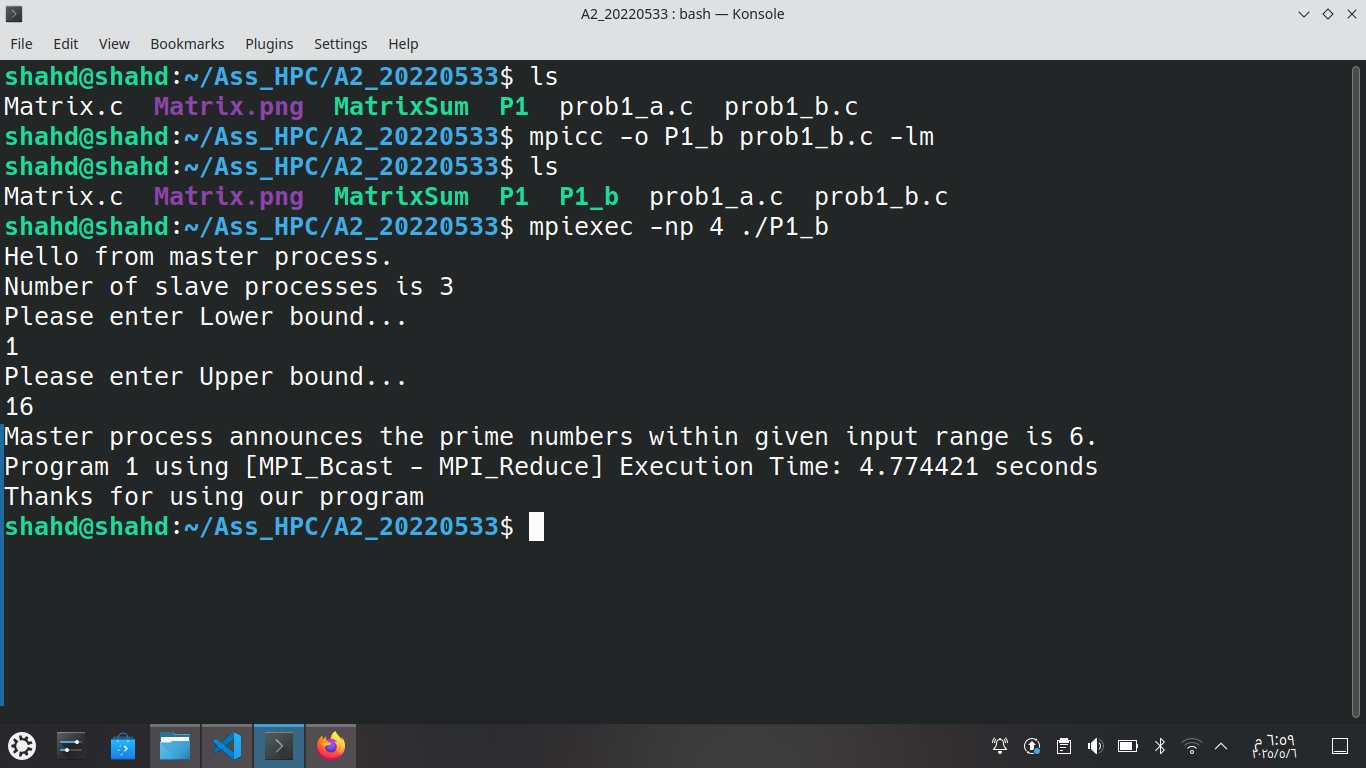 A2_20220533 : bash — Konsole
File Edit View Bookmarks Plugins Settings Help
shahd@shahd:~/Ass_HPC/A2_20220533$ ls
Matrix.c  Matrix.png  MatrixSum  P1  prob1_a.c  prob1_b.c
shahd@shahd:~/Ass_HPC/A2_20220533$ mpicc -o P1_b prob1_b.c -lm
shahd@shahd:~/Ass_HPC/A2_20220533$ ls
Matrix.c  Matrix.png  MatrixSum  P1  P1_b  prob1_a.c  prob1_b.c
shahd@shahd:~/Ass_HPC/A2_20220533$ mpiexec -np 4 ./P1_b
Hello from master process.
Number of slave processes is 3
Please enter Lower bound...
1
Please enter Upper bound...
16
Master process announces the prime numbers within given input range is 6.
Program 1 using [MPI_Bcast - MPI_Reduce] Execution Time: 4.774421 seconds
Thanks for using our program
shahd@shahd:~/Ass_HPC/A2_20220533$
٦:٥٩ م
٢٠٢٥/٥/٦